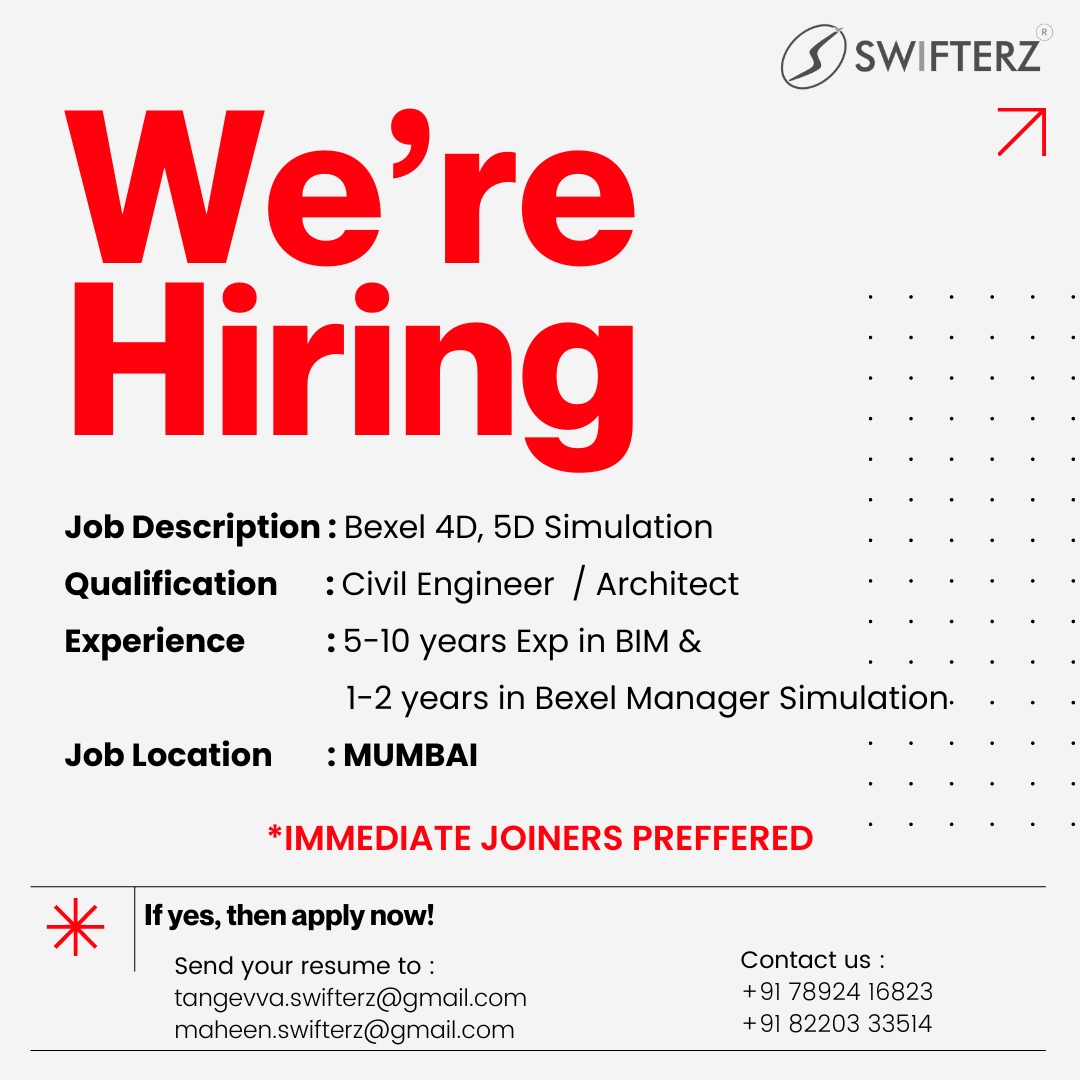 SWIFTERZ®
We’re
Hiring
Job Description : Bexel 4D, 5D Simulation
Qualification : Civil Engineer / Architect
Experience : 5-10 years Exp in BIM &
1-2 years in Bexel Manager Simulation.
Job Location : MUMBAI
*IMMEDIATE JOINERS PREFFERED
If yes, then apply now!
Send your resume to :
tangevva.swifterz@gmail.com
maheen.swifterz@gmail.com
Contact us :
+91 78924 16823
+91 82203 33514